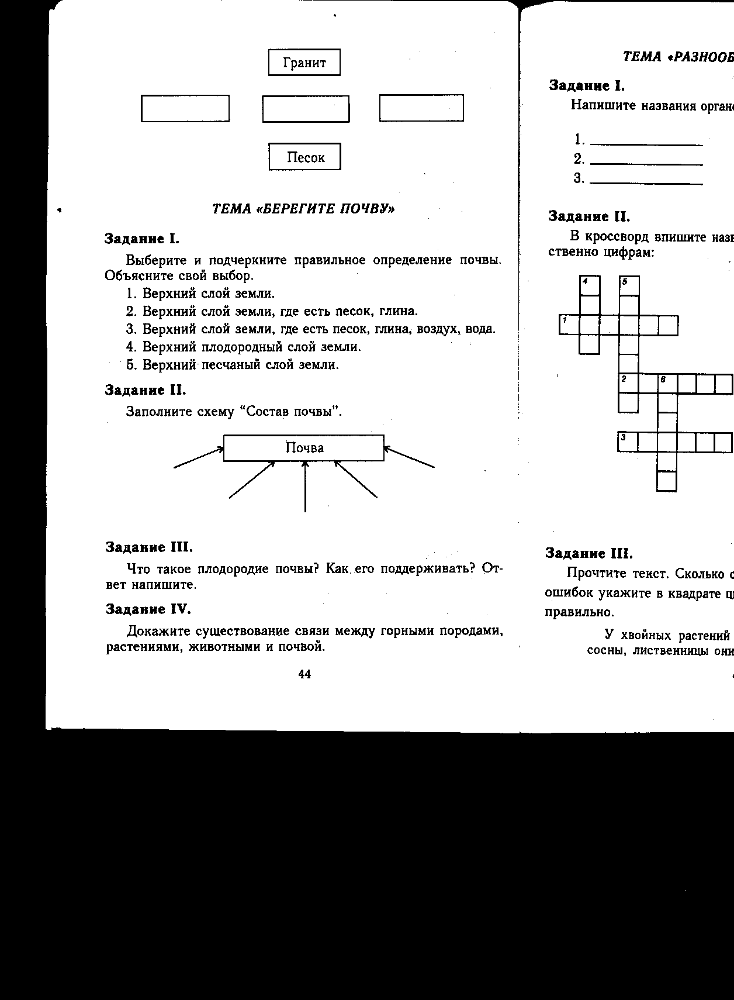 Гранит
Песок
ТЕМА «БЕРЕГИТЕ ПОЧВУ»
Задание I.
Выберите и подчеркните правильное определение почвы.
Объясните свой выбор.
1. Верхний слой земли.
2. Верхний слой земли, где есть песок, глина.
3. Верхний слой земли, где есть песок, глина, воздух, вода.
4. Верхний плодородный слой земли.
5. Верхний песчаный слой земли.
Задание II.
Заполните схему “Состав почвы”.
Почва
Задание III.
Что такое плодородие почвы? Как его поддерживать? От-
вет напишите.
Задание IV.
Докажите существование связи между горными породами,
растениями, животными и почвой.
44
ТЕМА «РАЗНООБ
Задание I.
Напишите названия орган
1.
2.
3.
Задание II.
В кроссворд впишите наз
ственно цифрам:
4 5
1
2 6
3
Задание III.
Прочтите текст. Сколько
ошибок укажите в квадрате
правильно.
У хвойных растений
сосны, лиственницы они